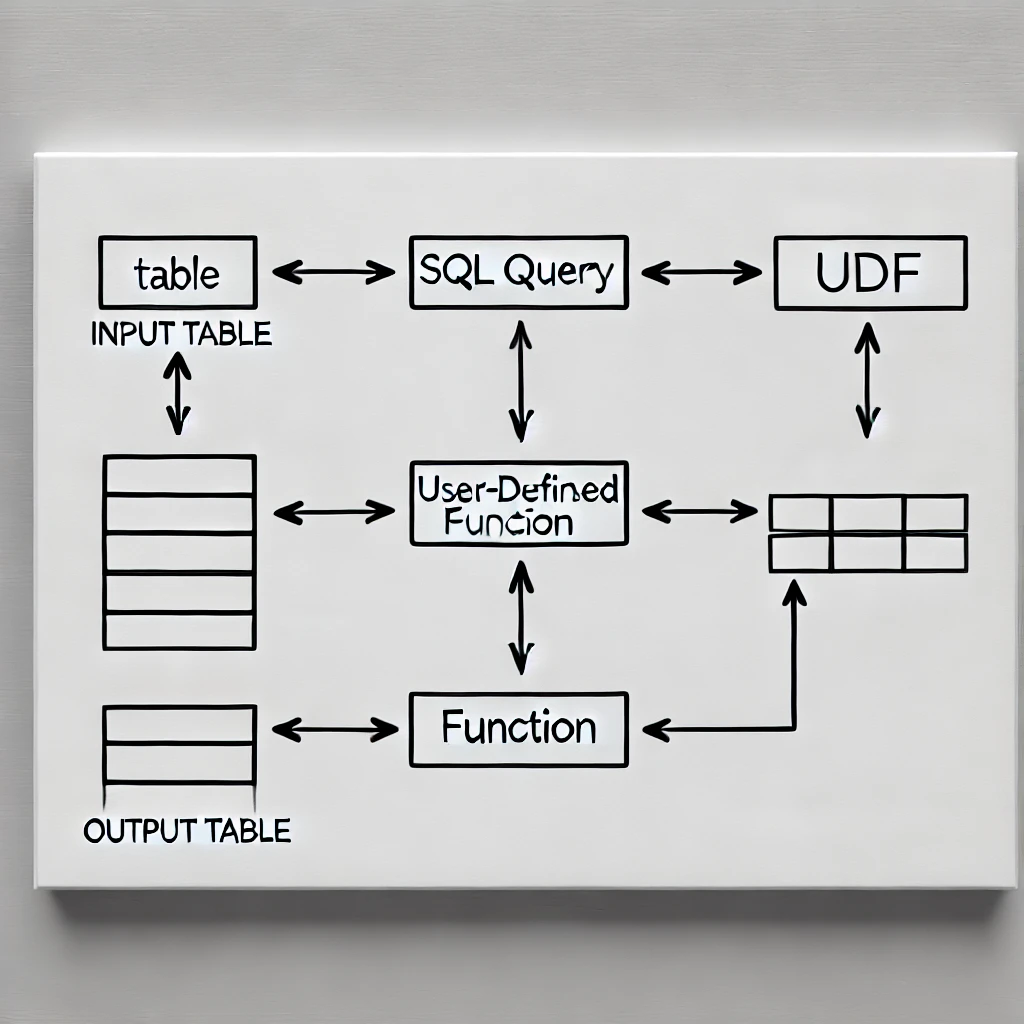 table
SQL Query
UDF
INPUT TABLE
User-Defined
Function
Function
OUTPUT TABLE